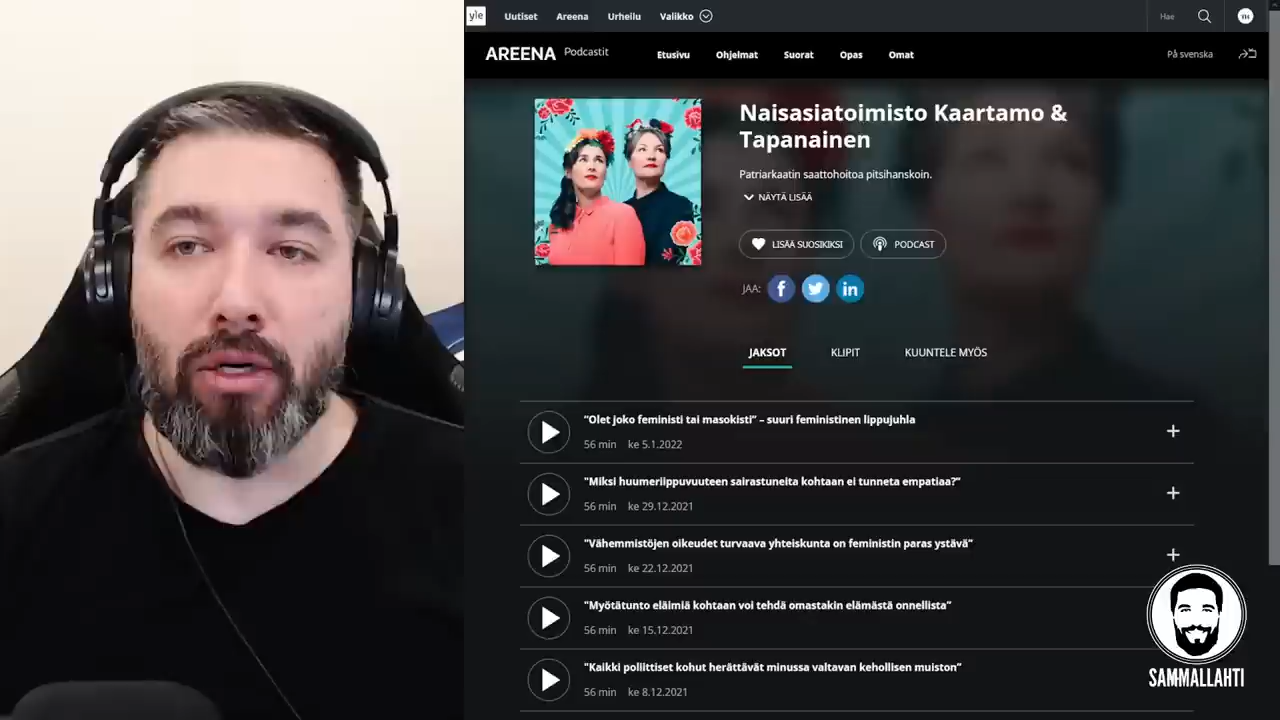 yle
Uutiset
Areena
Urheilu
Valikko
Hae
YH
AREENA
Podcastit
Etusivu
Ohjelmat
Suorat
Opas
Omat
På svenska
Naisasiatoimisto Kaartamo &
Tapanainen
Patriarkaatin saattohoitoa pitsihanskoin.
NÄYTÄ LISÄÄ
LISÄÄ SUOSIKIKSI
PODCAST
JAA:
JAKSOT
KLIPIT
KUUNTELE MYÖS
"Olet joko feministi tai masokisti" – suuri feministinen lippujuhla
56 min ke 5.1.2022
"Miksi huumeriippuvuuteen sairastuneita kohtaan ei tunneta empatiaa?"
56 min ke 29.12.2021
"Vähemmistöjen oikeudet turvaava yhteiskunta on feministin paras ystävä"
56 min ke 22.12.2021
"Myötätunto eläimiä kohtaan voi tehdä omastakin elämästä onnellista"
56 min ke 15.12.2021
"Kaikki poliittiset kohut herättävät minussa valtavan kehollisen muiston"
56 min ke 8.12.2021
SAMMALLAHTI